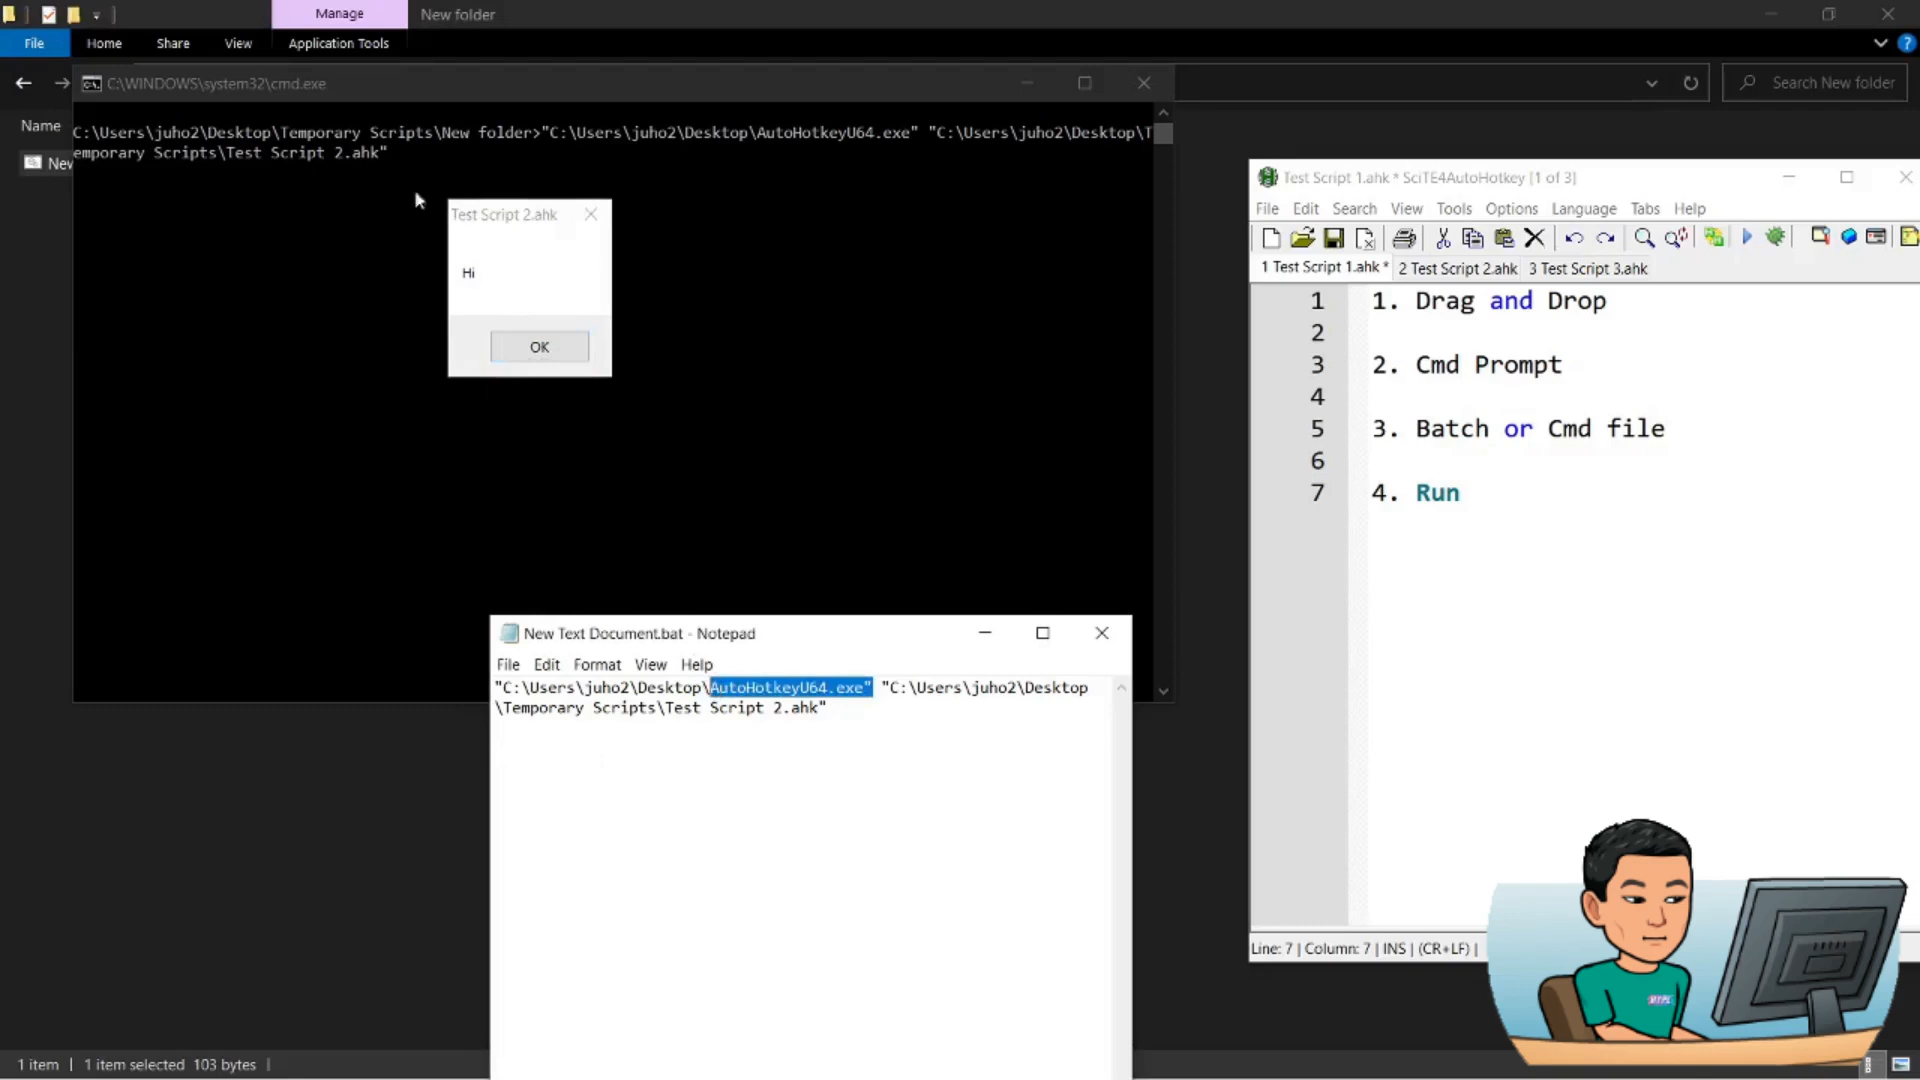 Manage
New folder
File
Home
Share
View
Application Tools
Search New folder
Name
New
C:\WINDOWS\system32\cmd.exe
C:\Users\juho2\Desktop\Temporary Scripts\New folder>"C:\Users\juho2\Desktop\AutoHotkeyU64.exe" "C:\Users\juho2\Desktop\T
emporary Scripts\Test Script 2.ahk"
Test Script 2.ahk
Hi
OK
Test Script 1.ahk * SciTE4AutoHotkey [1 of 3]
File Edit Search View Tools Options Language Tabs Help
1 Test Script 1.ahk * 2 Test Script 2.ahk 3 Test Script 3.ahk
1 1. Drag and Drop
2
3 2. Cmd Prompt
4
5 3. Batch or Cmd file
6
7 4. Run
Line: 7 | Column: 7 | INS | (CR+LF) |
New Text Document.bat - Notepad
File Edit Format View Help
"C:\Users\juho2\Desktop\AutoHotkeyU64.exe" "C:\Users\juho2\Desktop
\Temporary Scripts\Test Script 2.ahk"
1 item | 1 item selected 103 bytes |